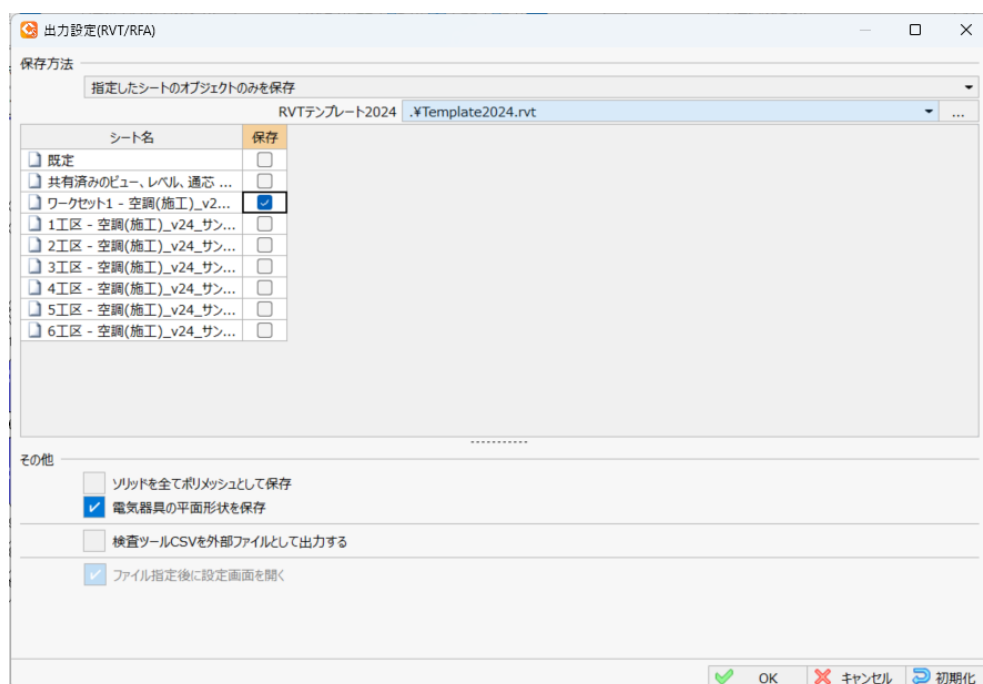 出力設定(RVT/RFA)
保存方法
指定したシートのオブジェクトのみを保存
RVTテンプレート2024 .¥Template2024.rvt ...
シート名 保存
既定
共有済みのビュー、レベル、通芯 ...
ワークセット1 - 空調(施工)_v2...
1工区 - 空調(施工)_v24_サン...
2工区 - 空調(施工)_v24_サン...
3工区 - 空調(施工)_v24_サン...
4工区 - 空調(施工)_v24_サン...
5工区 - 空調(施工)_v24_サン...
6工区 - 空調(施工)_v24_サン...
その他
ソリッドを全てポリメッシュとして保存
電気器具の平面形状を保存
検査ツールCSVを外部ファイルとして出力する
ファイル指定後に設定画面を開く
OK キャンセル 初期化